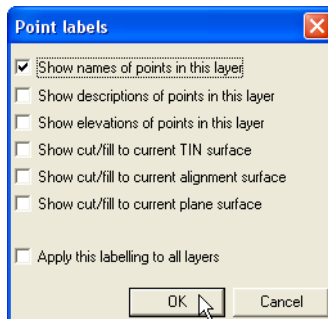 Point labels
Show names of points in this layer
Show descriptions of points in this layer
Show elevations of points in this layer
Show cut/fill to current TIN surface
Show cut/fill to current alignment surface
Show cut/fill to current plane surface
Apply this labelling to all layers
OK Cancel